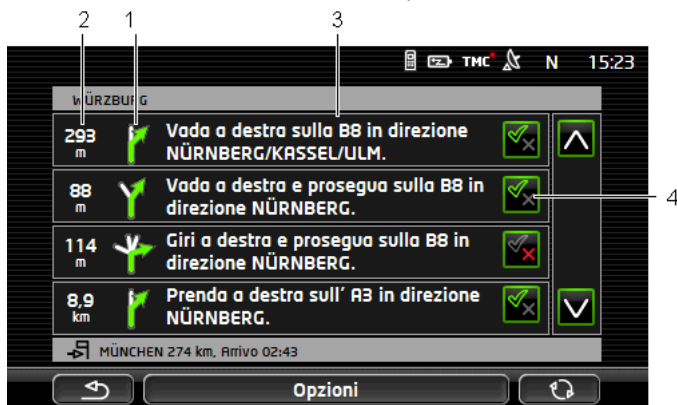 2 1 3
TMC N 15:23
WÜRZBURG
293 m
Vada a destra sulla B8 in direzione
NÜRNBERG/KASSEL/ULM.
88 m
Vada a destra e prosegua sulla B8 in
direzione NÜRNBERG.
4
114 m
Giri a destra e prosegua sulla B8 in
direzione NÜRNBERG.
8,9 km
Prenda a destra sull´ A3 in direzione
NÜRNBERG.
MÜNCHEN 274 km, Arrivo 02:43
Opzioni